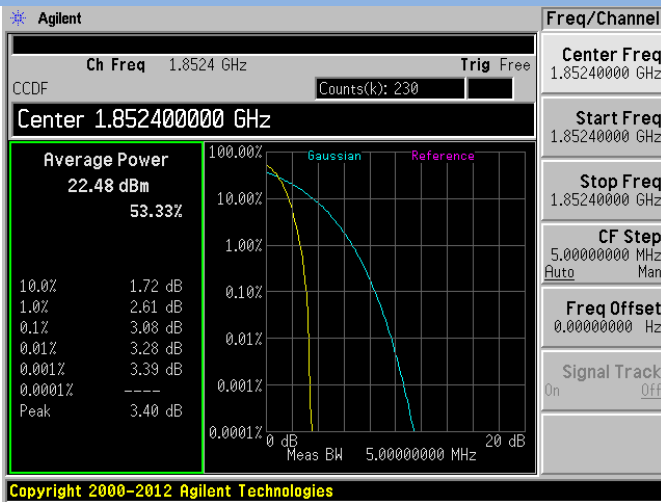 Agilent
Freq/Channel
Ch Freq 1.8524 GHz Trig Free
CCDF Counts(k): 230
Center 1.852400000 GHz
Average Power
22.48 dBm
53.33%
10.0% 1.72 dB
1.0% 2.61 dB
0.1% 3.08 dB
0.01% 3.28 dB
0.001% 3.39 dB
0.0001% ----
Peak 3.40 dB
Gaussian Reference
100.00%
10.00%
1.00%
0.10%
0.01%
0.001%
0.0001%
0 dB 20 dB
Meas BW 5.00000000 MHz
Center Freq
1.85240000 GHz
Start Freq
1.85240000 GHz
Stop Freq
1.85240000 GHz
CF Step
5.00000000 MHz
Auto Man
Freq Offset
0.00000000 Hz
Signal Track
On Off
Copyright 2000-2012 Agilent Technologies